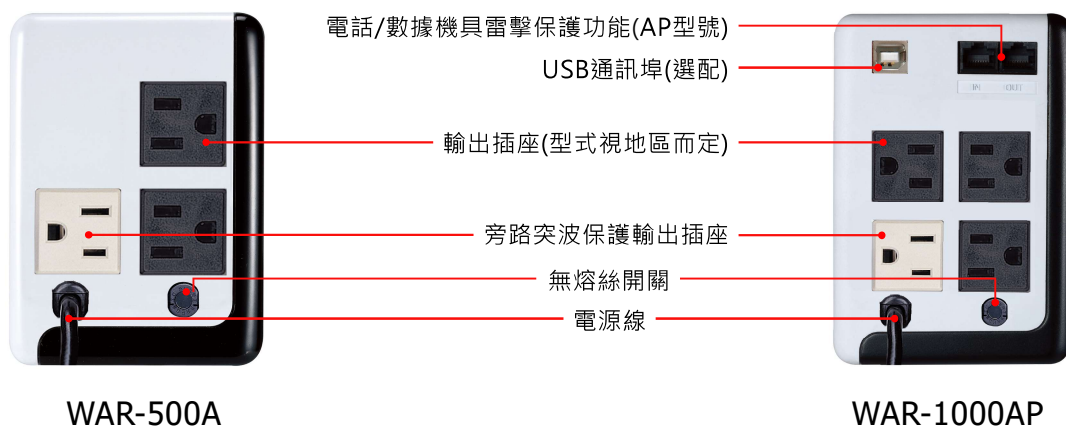 電話/數據機具雷擊保護功能(AP型號)
USB通訊埠(選配)
IN OUT
輸出插座(型式視地區而定)
旁路突波保護輸出插座
無熔絲開關
電源線
WAR-500A
WAR-1000AP